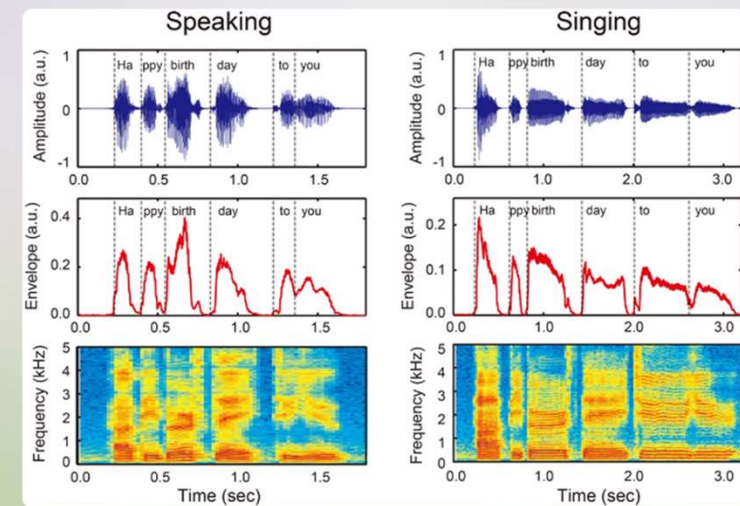 Speaking
Singing
Amplitude (a.u.)
1
0
-1
Ha ppy birth day to you
0.0 0.5 1.0 1.5
Amplitude (a.u.)
1
0
-1
Ha ppy birth day to you
0.0 1.0 2.0 3.0
Envelope (a.u.)
0.4
0.2
0.0
Ha ppy birth day to you
0.0 0.5 1.0 1.5
Envelope (a.u.)
0.2
0.1
0.0
Ha ppy birth day to you
0.0 1.0 2.0 3.0
Frequency (kHz)
5
4
3
2
1
0
0.0 0.5 1.0 1.5
Time (sec)
Frequency (kHz)
5
4
3
2
1
0
0.0 1.0 2.0 3.0
Time (sec)